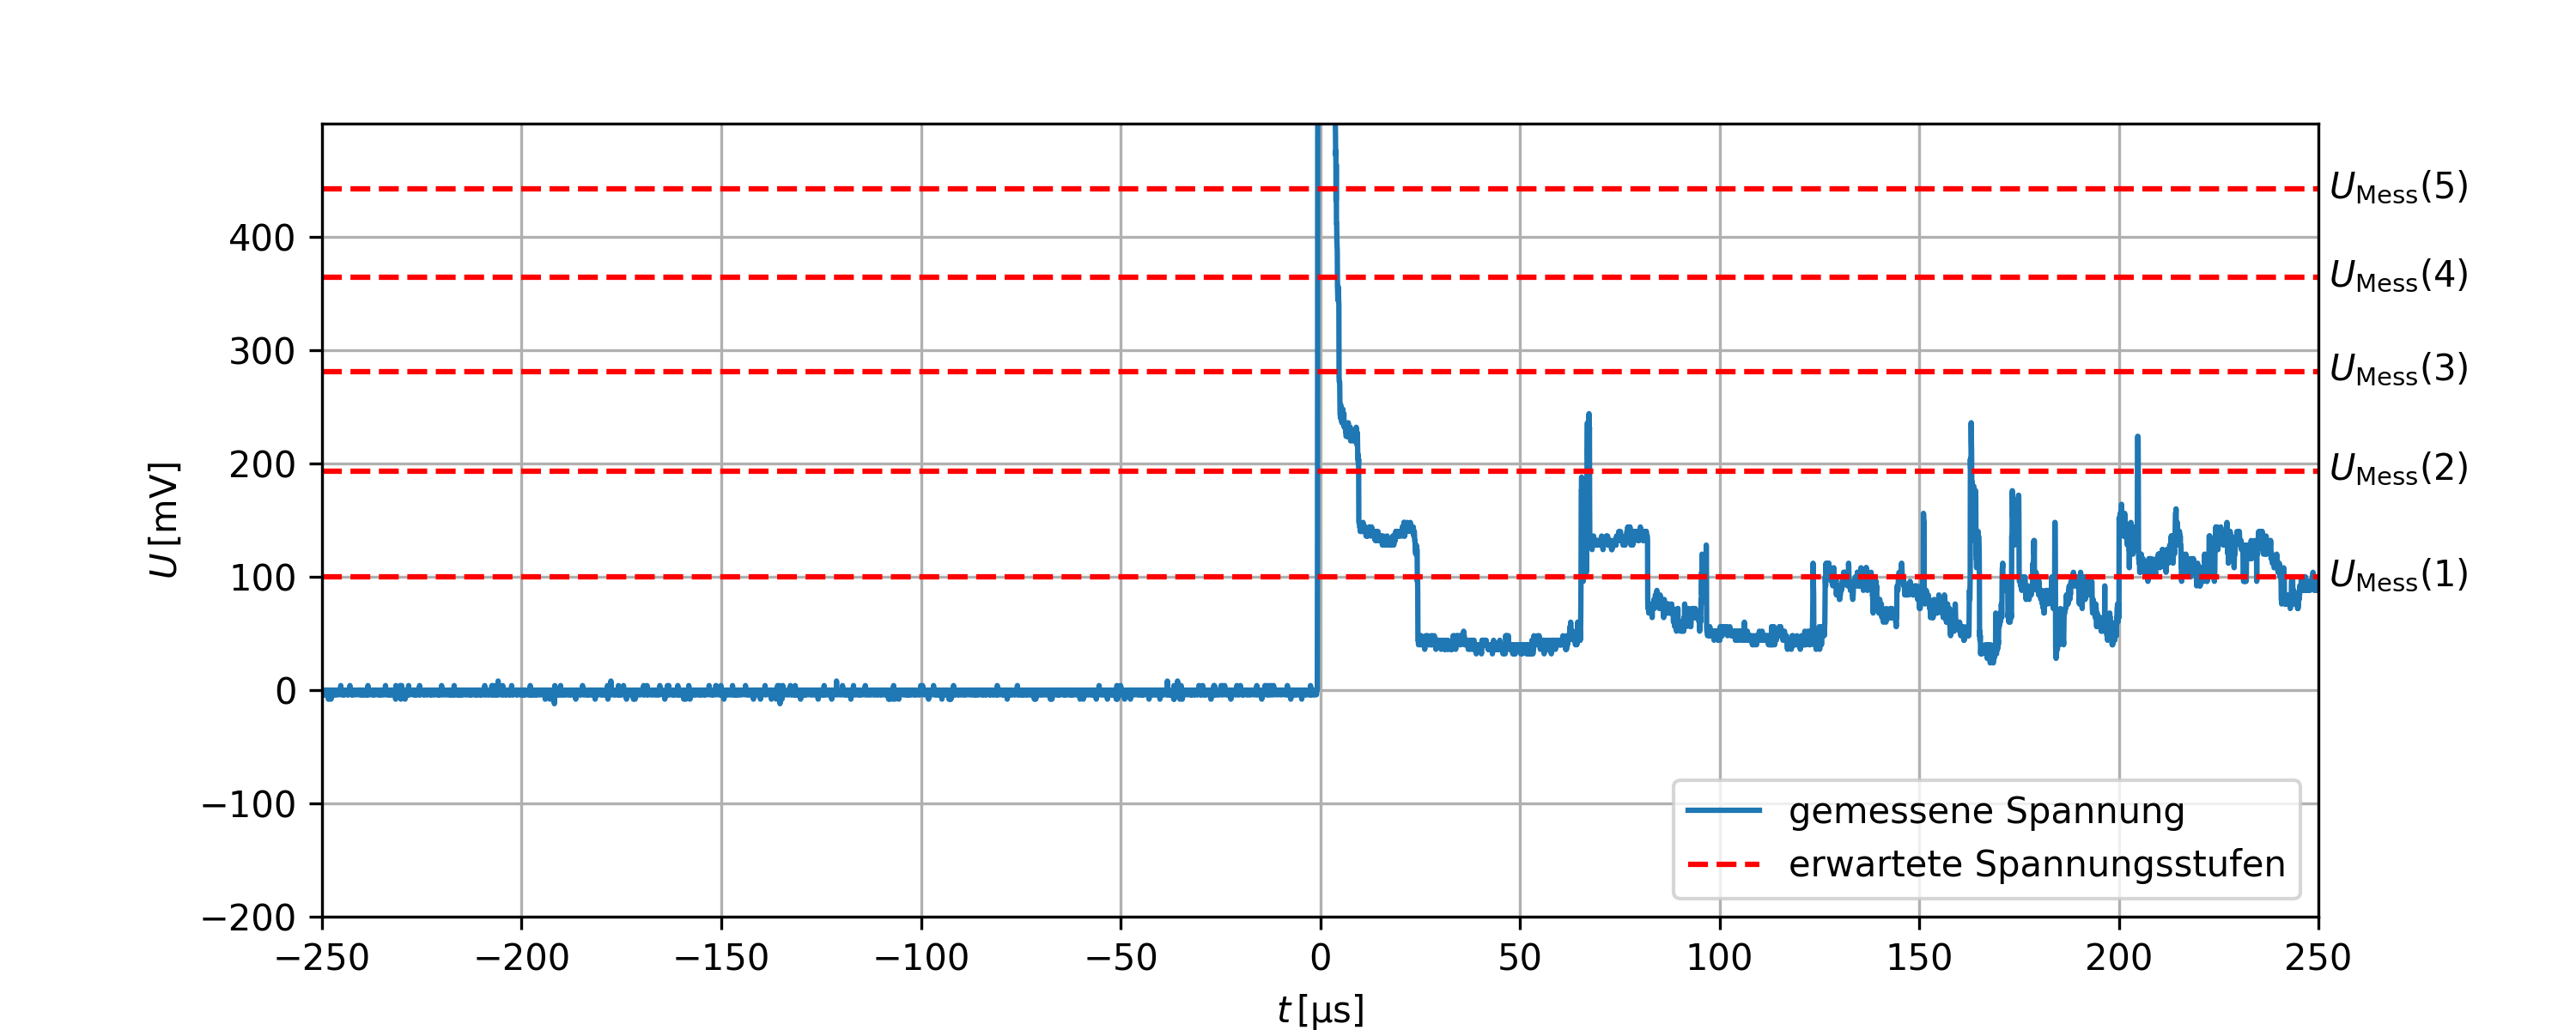 U_Mess(5)
400
U_Mess(4)
300
U_Mess(3)
200
U_Mess(2)
U [mV]
100
U_Mess(1)
0
−100
gemessene Spannung
erwartete Spannungsstufen
−200
−250 −200 −150 −100 −50 0 50 100 150 200 250
t [µs]